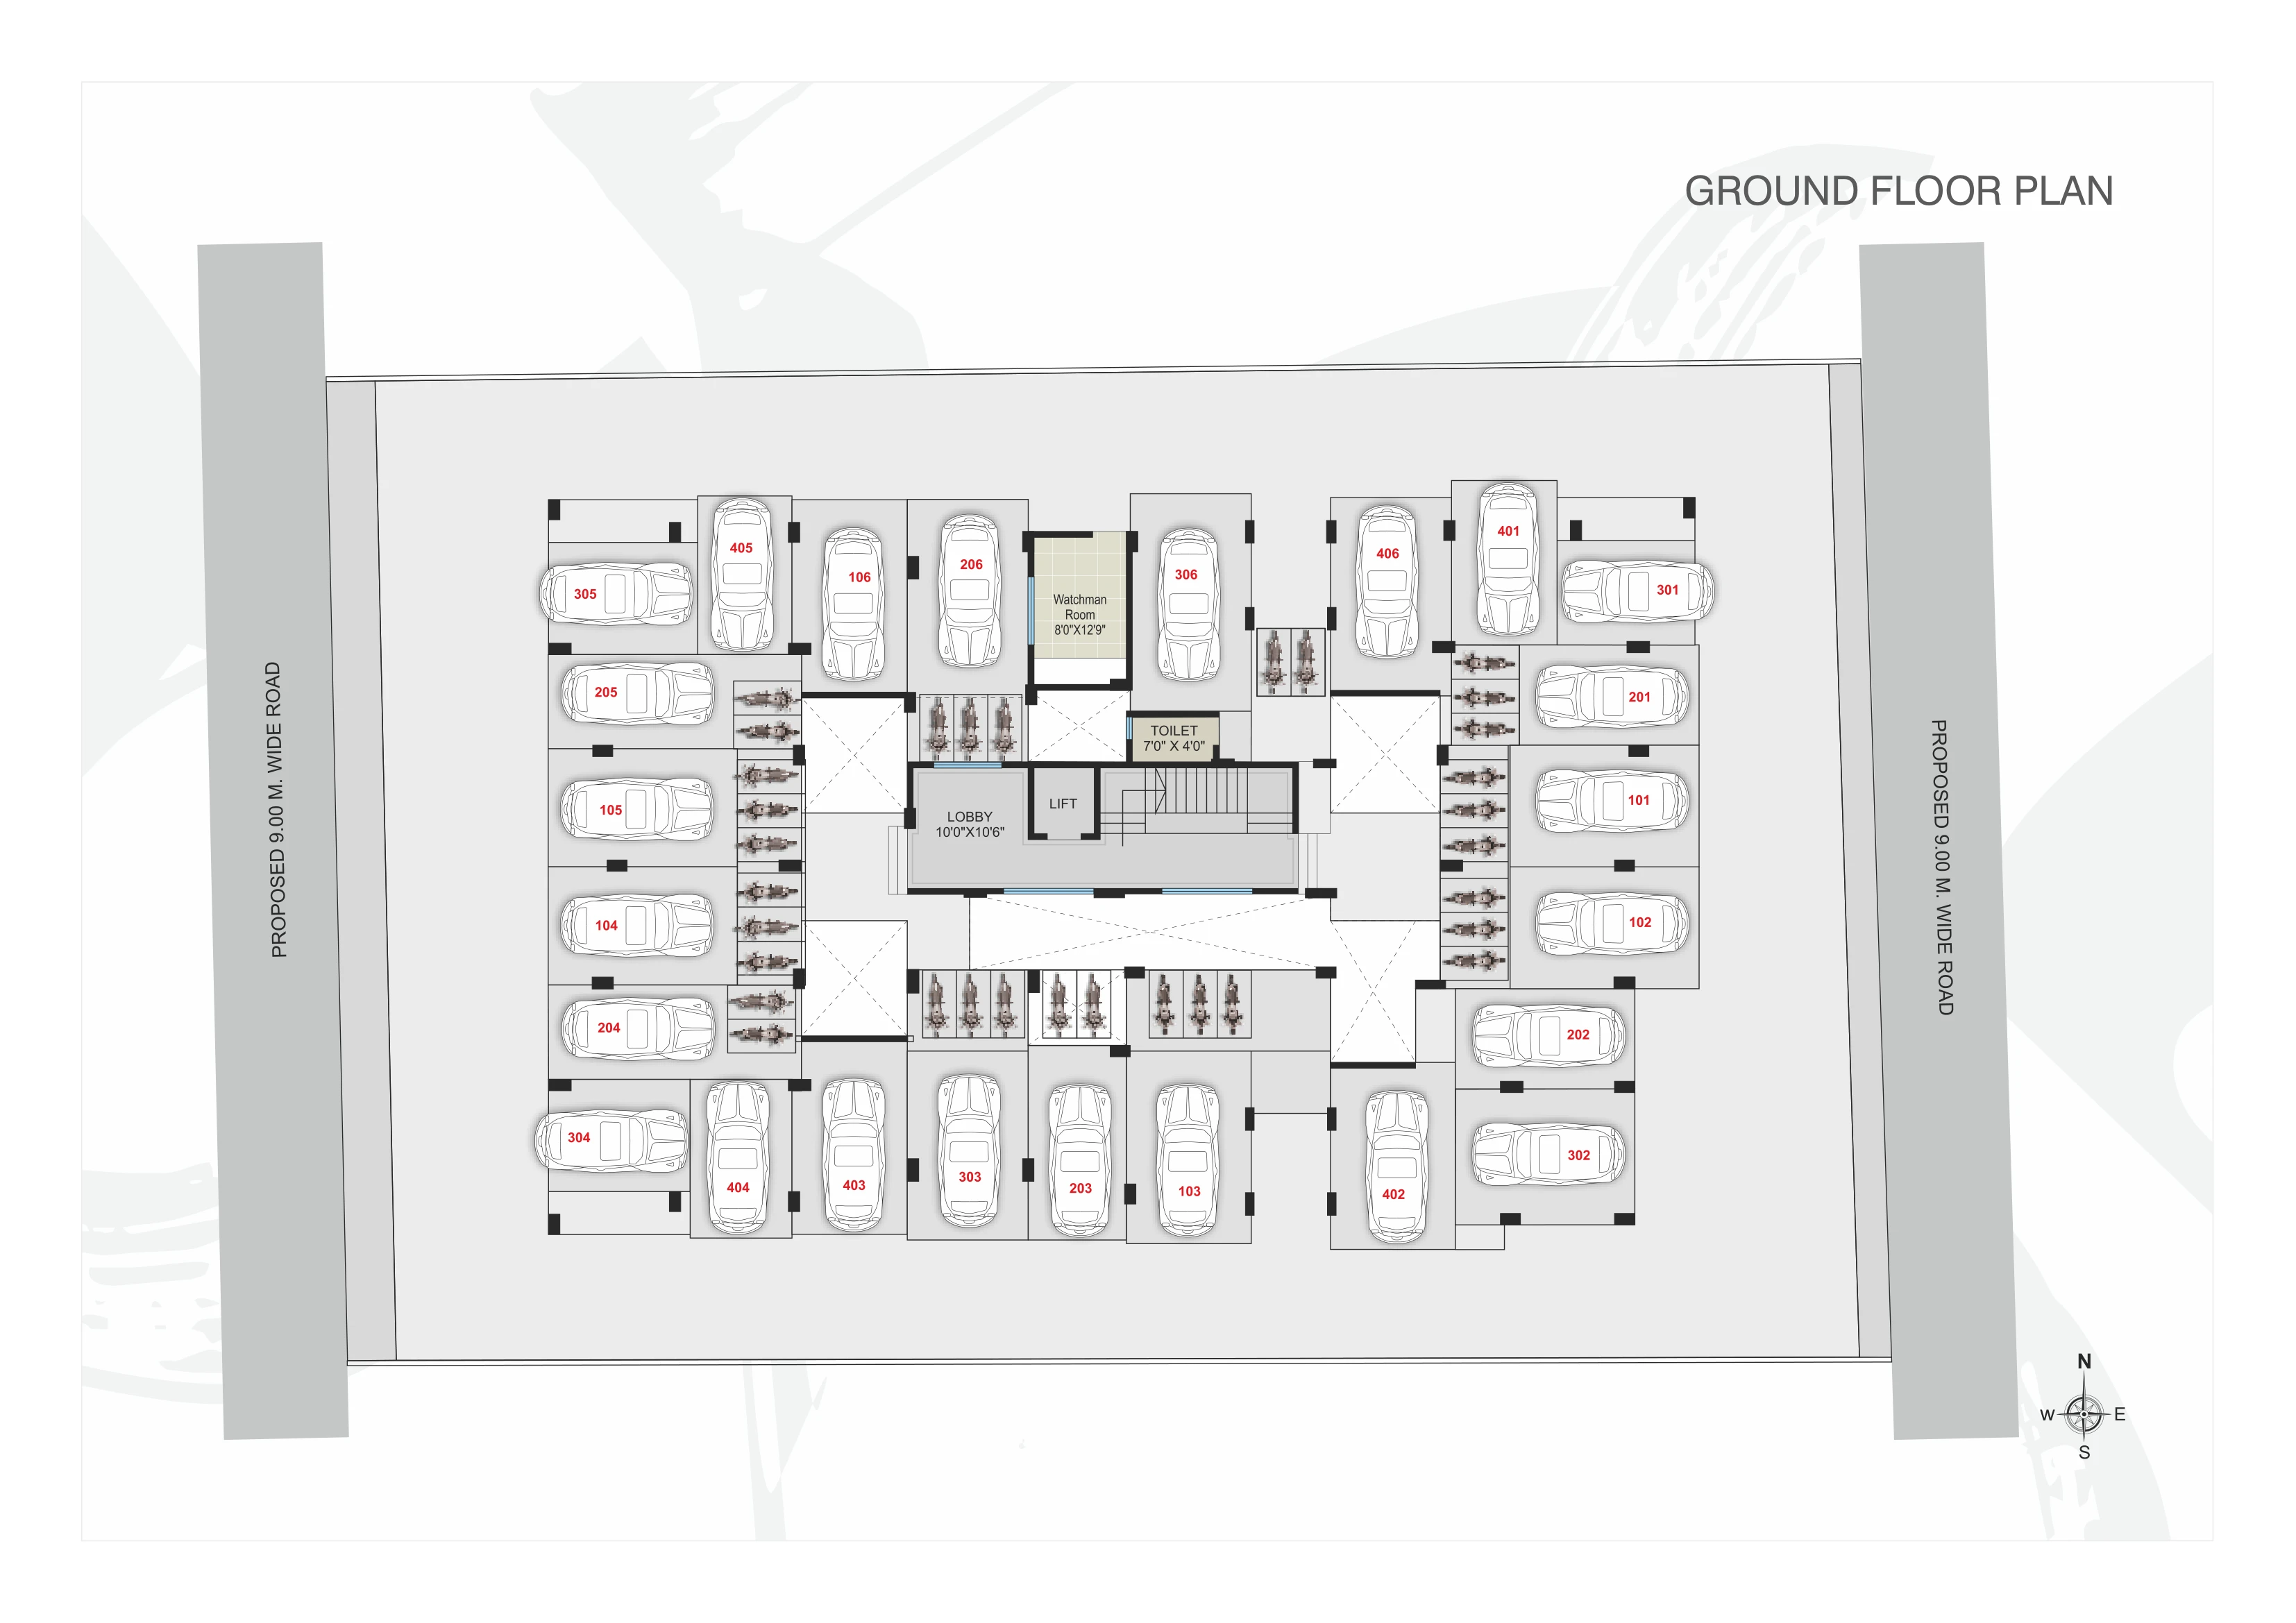 GROUND FLOOR PLAN
PROPOSED 9.00 M. WIDE ROAD
PROPOSED 9.00 M. WIDE ROAD
405
106
206
306
406
401
305
301
Watchman
Room
8'0"X12'9"
205
201
TOILET
7'0" X 4'0"
105
LOBBY
10'0"X10'6"
LIFT
101
104
102
204
202
304
404
403
303
203
103
402
302
N
W
E
S